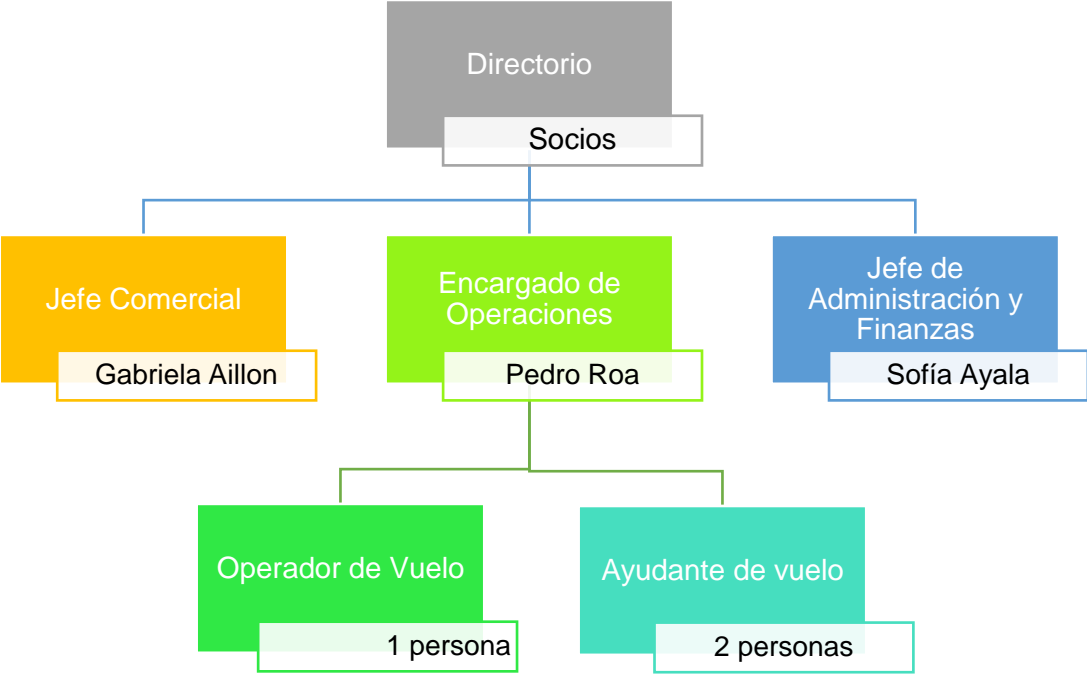 Directorio
Socios
Jefe Comercial
Gabriela Aillon
Encargado de
Operaciones
Pedro Roa
Jefe de
Administración y
Finanzas
Sofía Ayala
Operador de Vuelo
1 persona
Ayudante de vuelo
2 personas